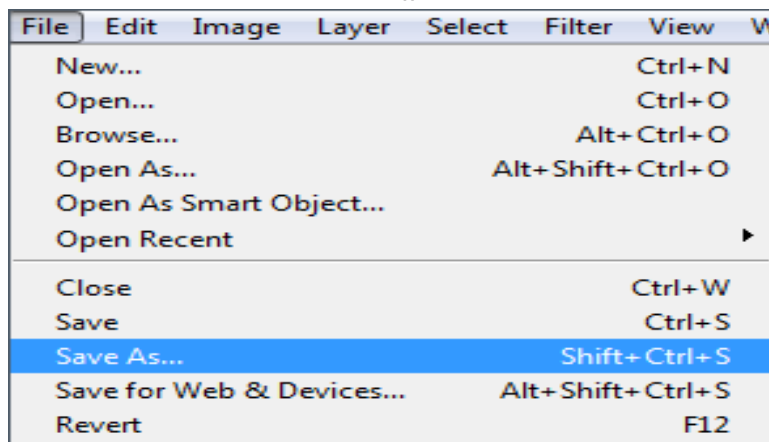 File Edit Image Layer Select Filter View
New... Ctrl+N
Open... Ctrl+O
Browse... Alt+Ctrl+O
Open As... Alt+Shift+Ctrl+O
Open As Smart Object...
Open Recent
Close Ctrl+W
Save Ctrl+S
Save As... Shift+Ctrl+S
Save for Web & Devices... Alt+Shift+Ctrl+S
Revert F12